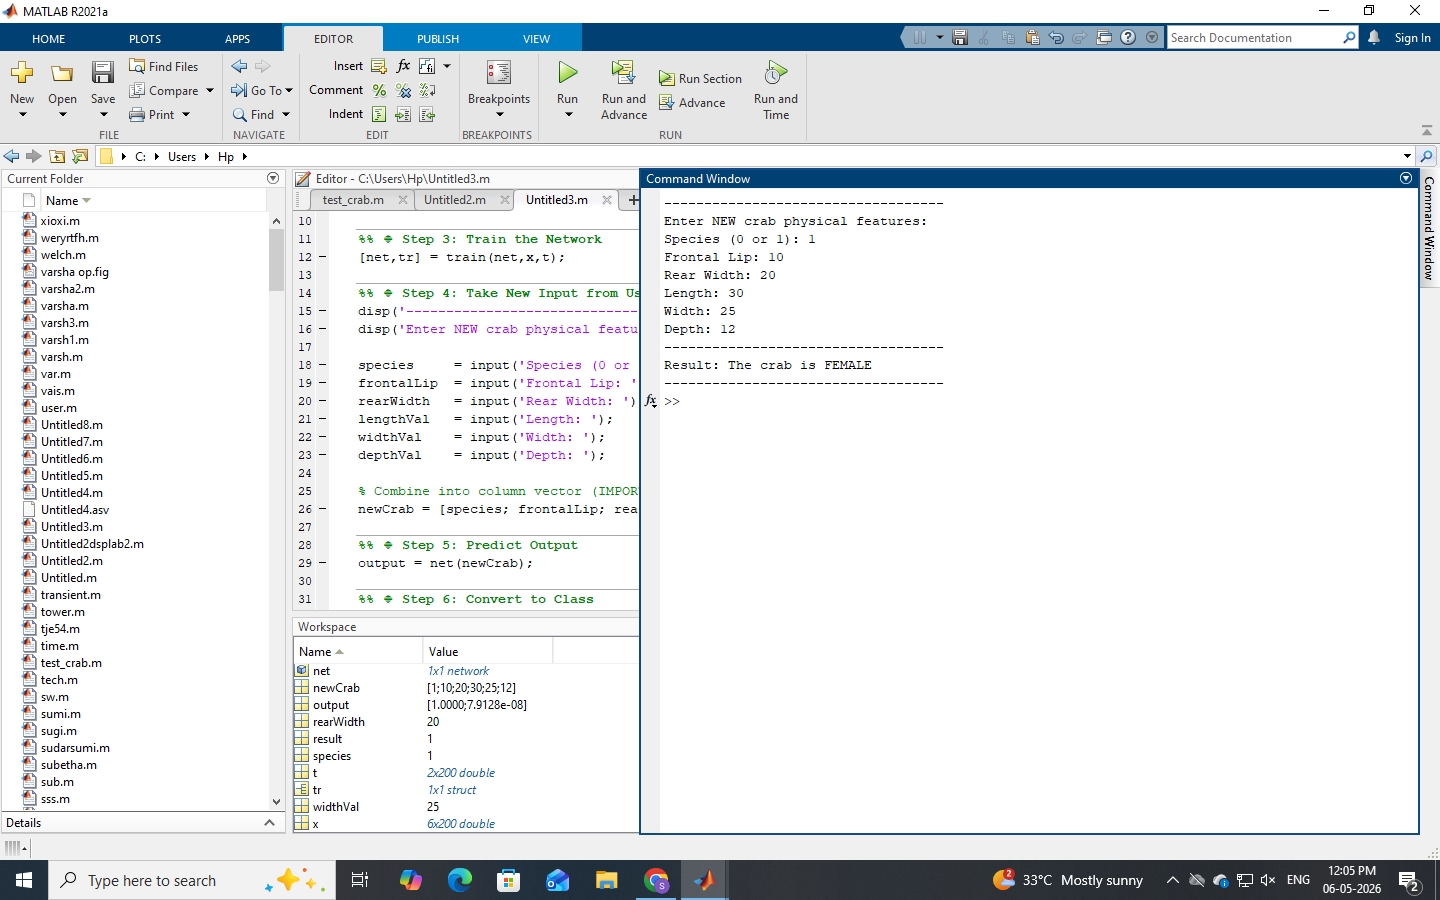 MATLAB R2021a
HOME PLOTS APPS EDITOR PUBLISH VIEW Search Documentation Sign In
New Open Save Find Files Compare Print
FILE
Go To Find
NAVIGATE
Insert fx
Comment
Indent
EDIT
Breakpoints
BREAKPOINTS
Run Run and Advance Run Section Advance Run and Time
RUN
C: Users Hp
Current Folder
Name
xioxi.m
weryrtfh.m
welch.m
varsha op.fig
varsha2.m
varsha.m
varsh3.m
varsh1.m
varsh.m
var.m
vais.m
user.m
Untitled8.m
Untitled7.m
Untitled6.m
Untitled5.m
Untitled4.m
Untitled4.asv
Untitled3.m
Untitled2dsplab2.m
Untitled2.m
Untitled.m
transient.m
tower.m
tje54.m
time.m
test_crab.m
tech.m
sw.m
sumi.m
sugi.m
sudarsumi.m
subetha.m
sub.m
sss.m
Details
Editor - C:\Users\Hp\Untitled3.m
test_crab.m Untitled2.m Untitled3.m
10
11 %% Step 3: Train the Network
12 [net,tr] = train(net,x,t);
13
14 %% Step 4: Take New Input from Us
15 disp('-----------------------------
16 disp('Enter NEW crab physical featu
17
18 species = input('Species (0 or
19 frontalLip = input('Frontal Lip: '
20 rearWidth = input('Rear Width: ')
21 lengthVal = input('Length: ');
22 widthVal = input('Width: ');
23 depthVal = input('Depth: ');
24
25 % Combine into column vector (IMPOR
26 newCrab = [species; frontalLip; rea
27
28 %% Step 5: Predict Output
29 output = net(newCrab);
30
31 %% Step 6: Convert to Class
Workspace
Name Value
net 1x1 network
newCrab [1;10;20;30;25;12]
output [1.0000;7.9128e-08]
rearWidth 20
result 1
species 1
t 2x200 double
tr 1x1 struct
widthVal 25
x 6x200 double
Command Window
-----------------------------------
Enter NEW crab physical features:
Species (0 or 1): 1
Frontal Lip: 10
Rear Width: 20
Length: 30
Width: 25
Depth: 12
-----------------------------------
Result: The crab is FEMALE
-----------------------------------
fx >>
Command Window
Type here to search
2 33°C Mostly sunny ENG
12:05 PM
06-05-2026
2